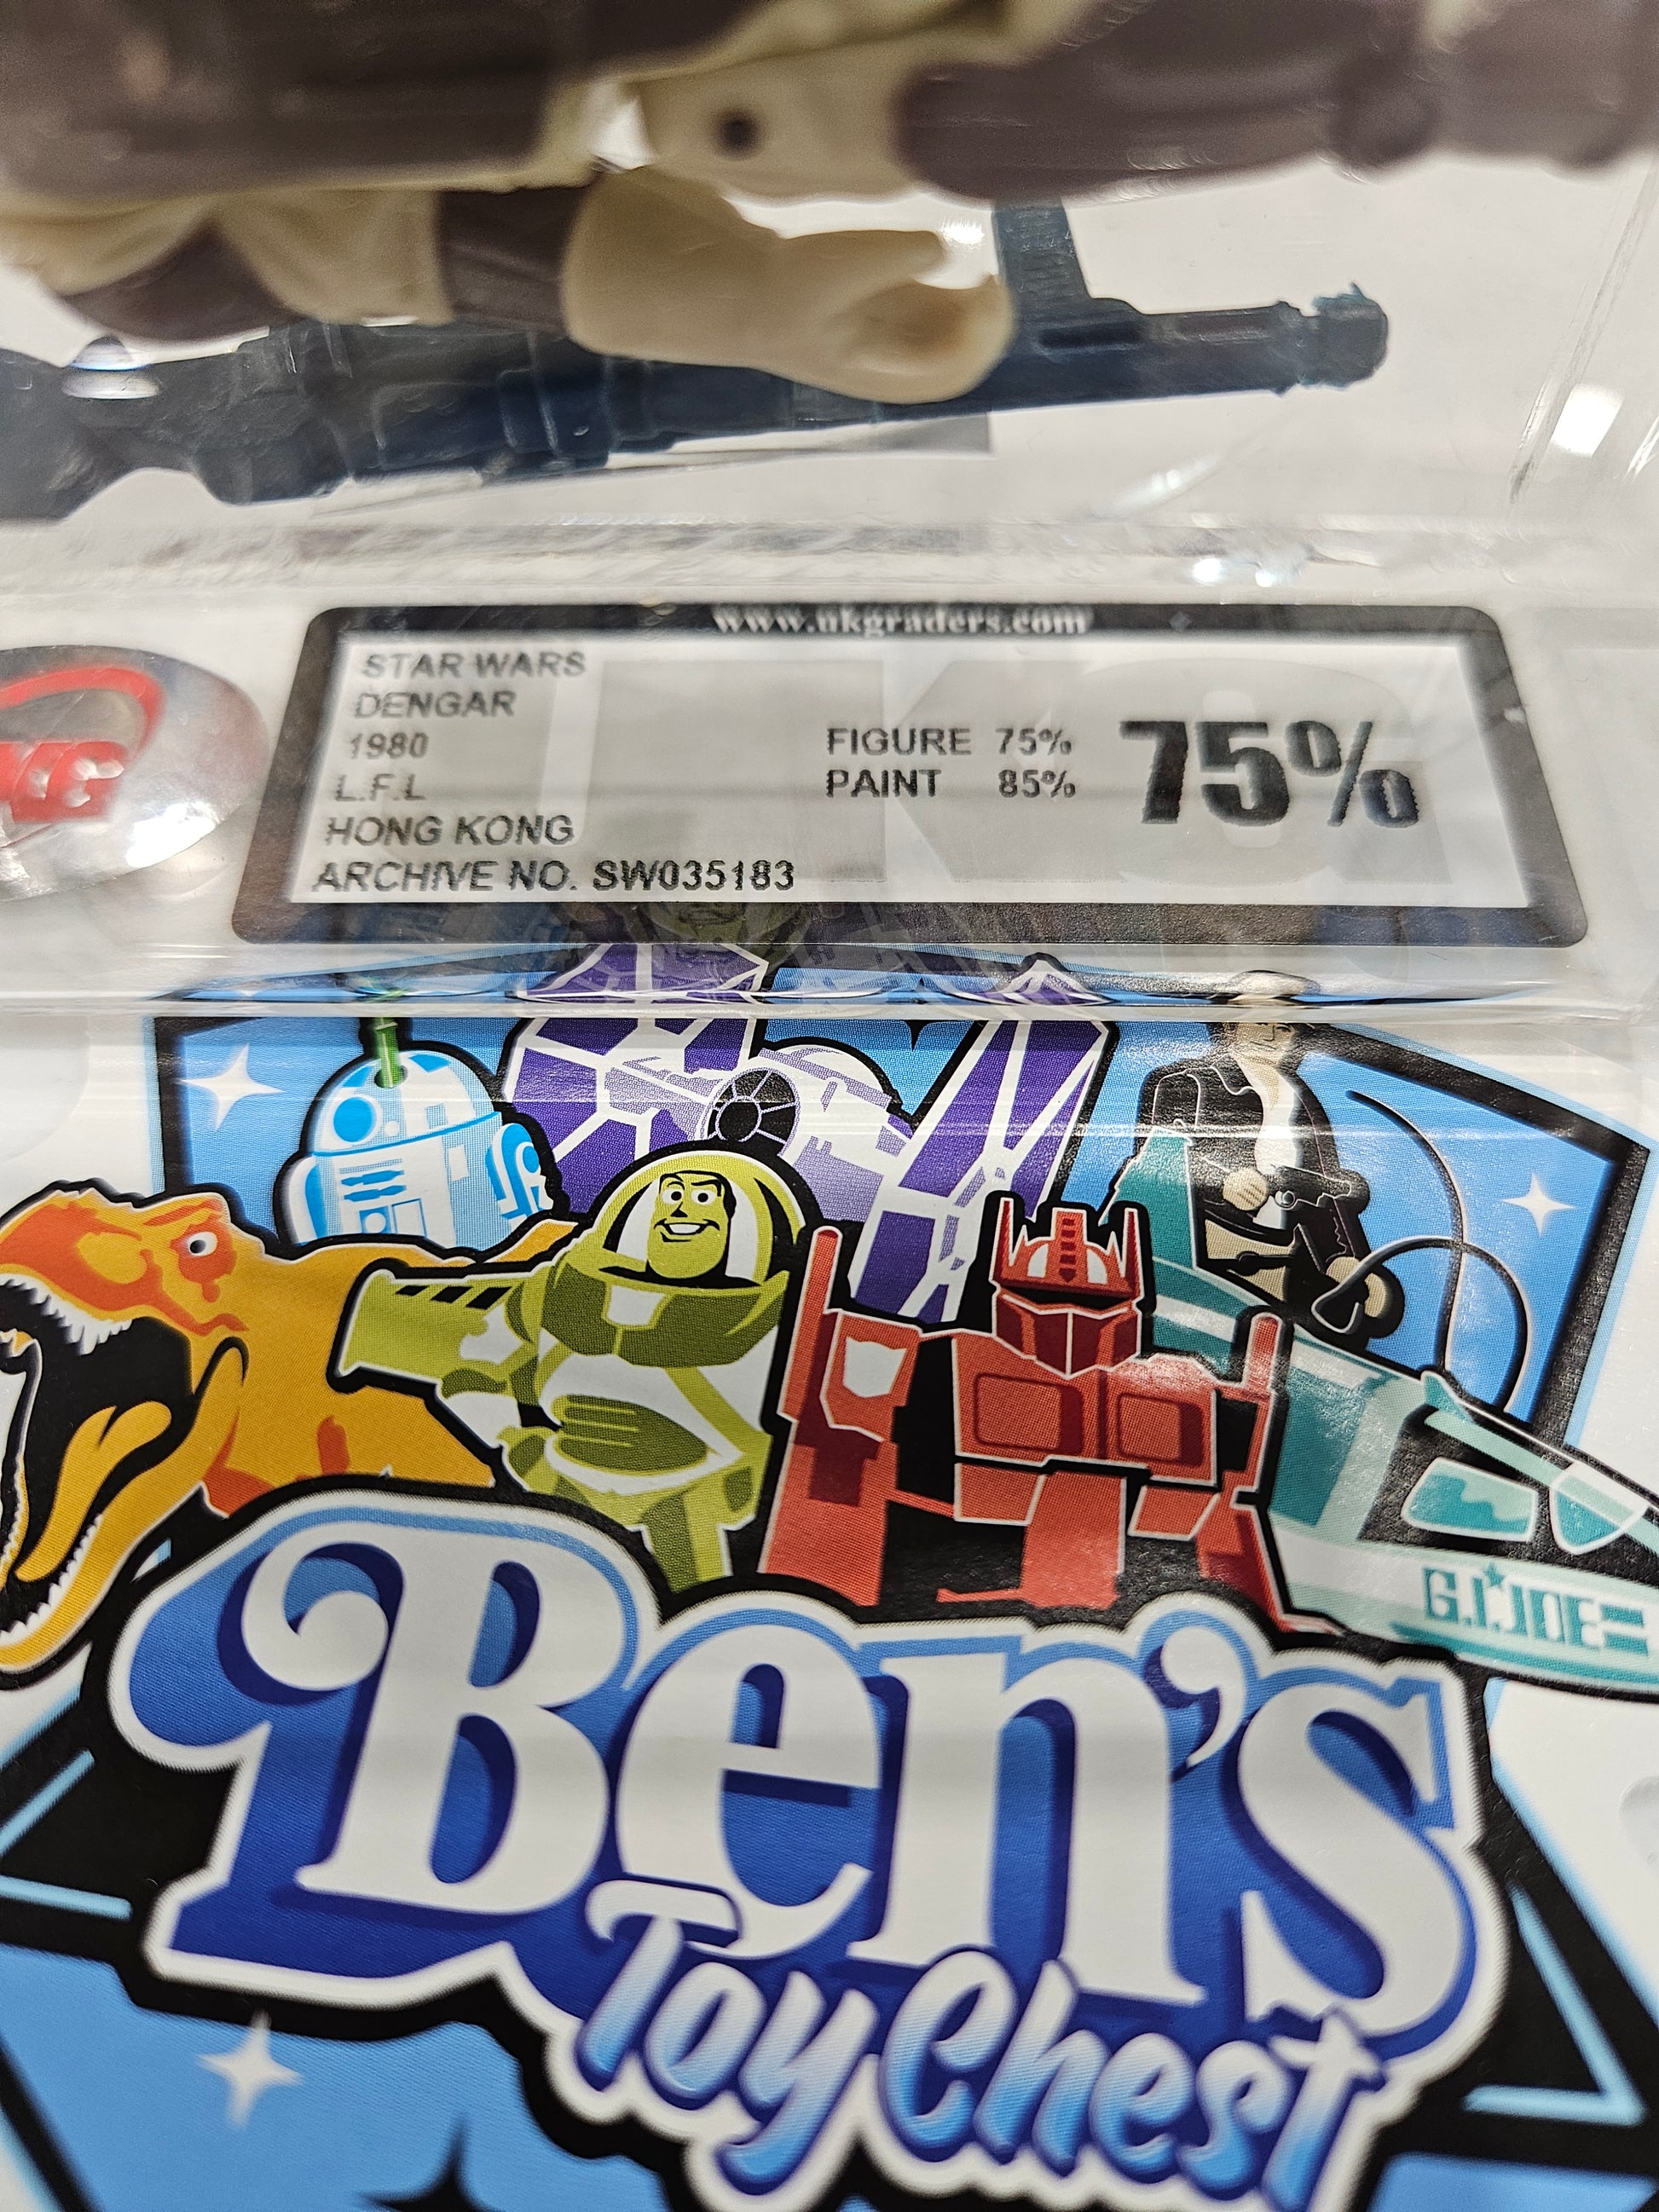 www.ukgraders.com
STAR WARS
DENGAR
1980
L.F.L
HONG KONG
ARCHIVE NO. SW035183
FIGURE 75%
PAINT 85%
75%
G.I.JOE
Ben's
Toy Chest